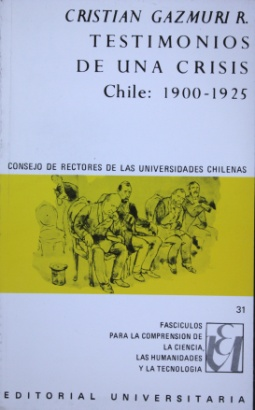 CRISTIAN GAZMURI R.
TESTIMONIOS
DE UNA CRISIS
Chile: 1900-1925
CONSEJO DE RECTORES DE LAS UNIVERSIDADES CHILENAS
31
FASCICULOS
PARA LA COMPRENSION DE
LA CIENCIA,
LAS HUMANIDADES
Y LA TECNOLOGIA
EDITORIAL UNIVERSITARIA